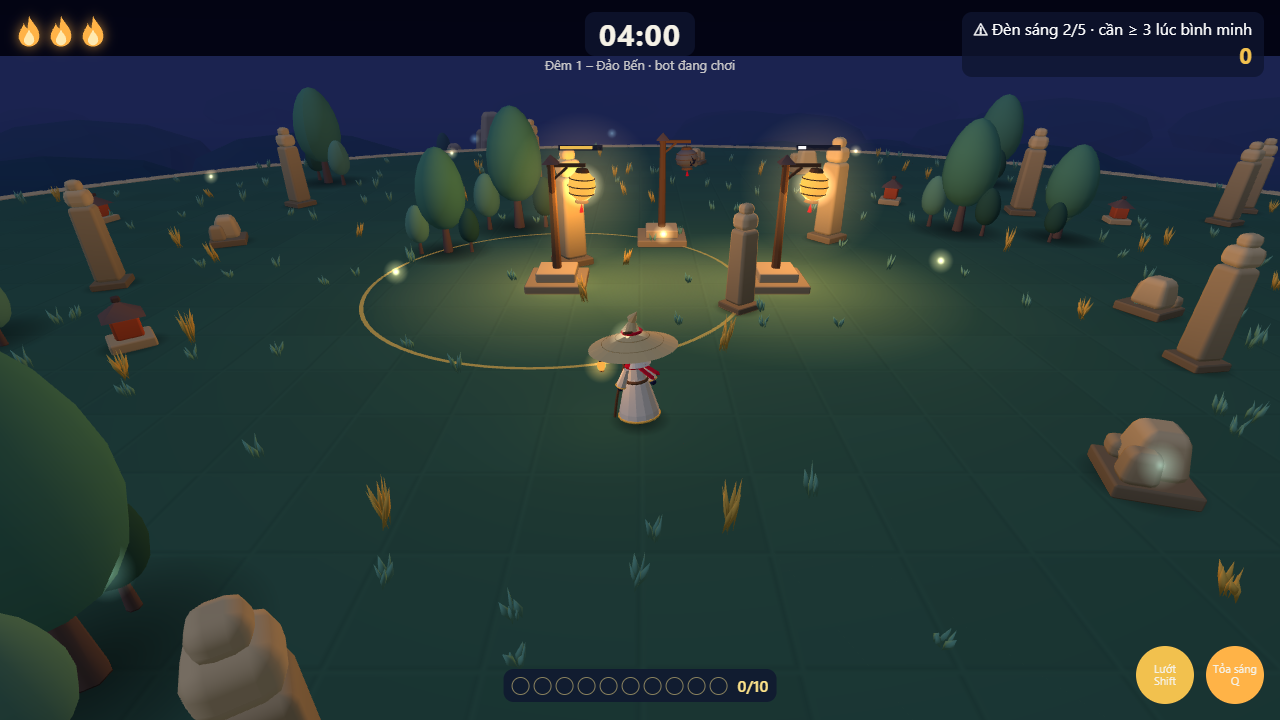 04:00
Đêm 1 – Đảo Bến · bot đang chơi
⚠ Đèn sáng 2/5 · cần ≥ 3 lúc bình minh
0
0/10
Lướt
Shift
Tỏa sáng
Q